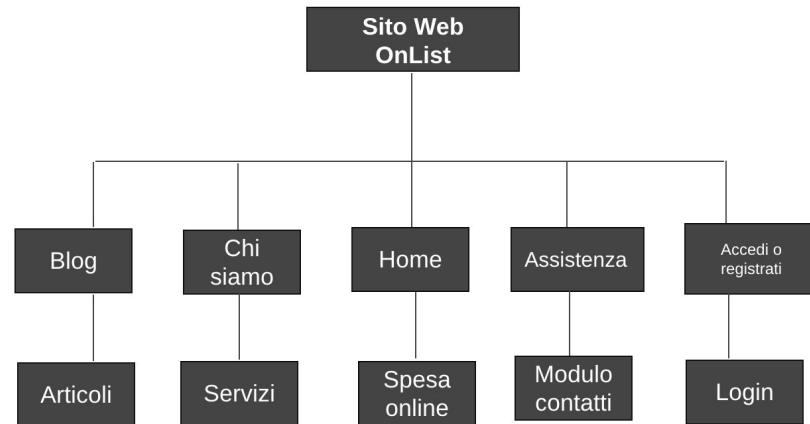 Sito Web
OnList
Blog
Chi
siamo
Home
Assistenza
Accedi o
registrati
Articoli
Servizi
Spesa
online
Modulo
contatti
Login